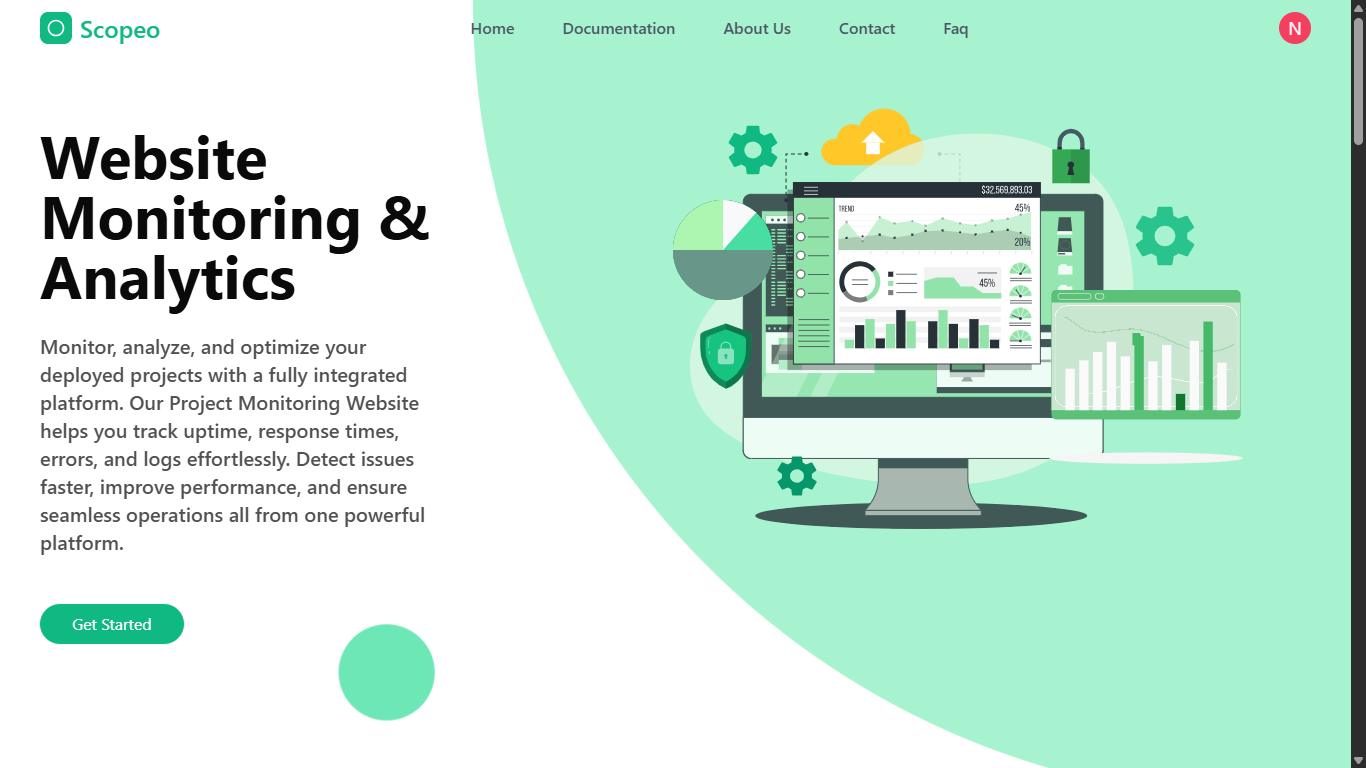 Scopeo
Home
Documentation
About Us
Contact
Faq
N
Website
Monitoring &
Analytics
Monitor, analyze, and optimize your
deployed projects with a fully integrated
platform. Our Project Monitoring Website
helps you track uptime, response times,
errors, and logs effortlessly. Detect issues
faster, improve performance, and ensure
seamless operations all from one powerful
platform.
Get Started
$32,569,893.03
TREND
45%
20%
45%